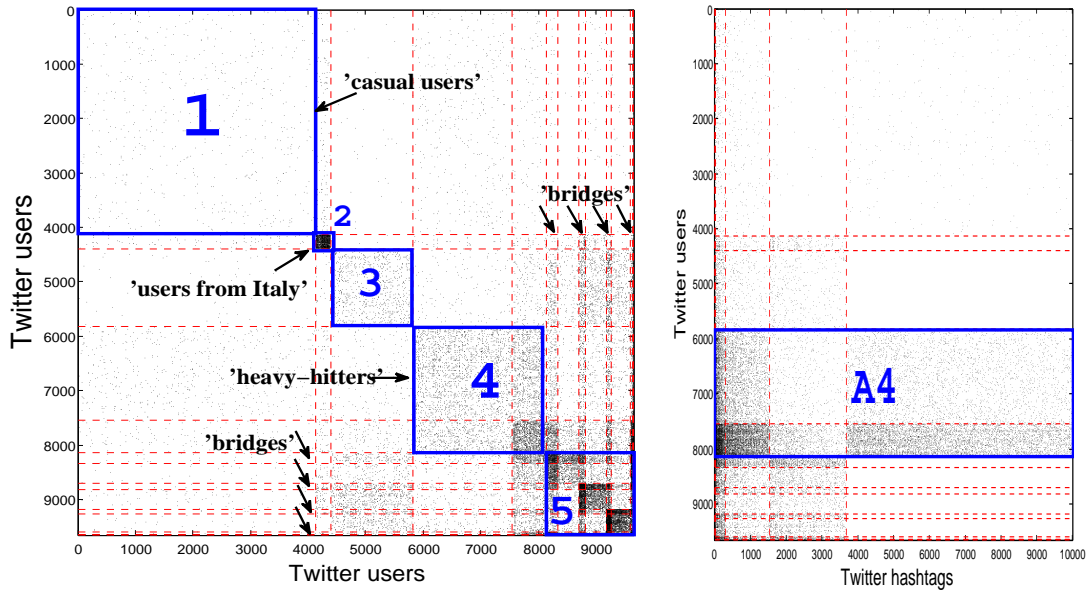 0
1000
2000
3000
4000
5000
6000
7000
8000
9000
Twitter users
1
'casual users'
2
'bridges'
'users from Italy'
3
'heavy−hitters'
4
'bridges'
5
0 1000 2000 3000 4000 5000 6000 7000 8000 9000
Twitter users
0
1000
2000
3000
4000
5000
6000
7000
8000
9000
Twitter users
A4
0 1000 2000 3000 4000 5000 6000 7000 8000 9000 10000
Twitter hashtags